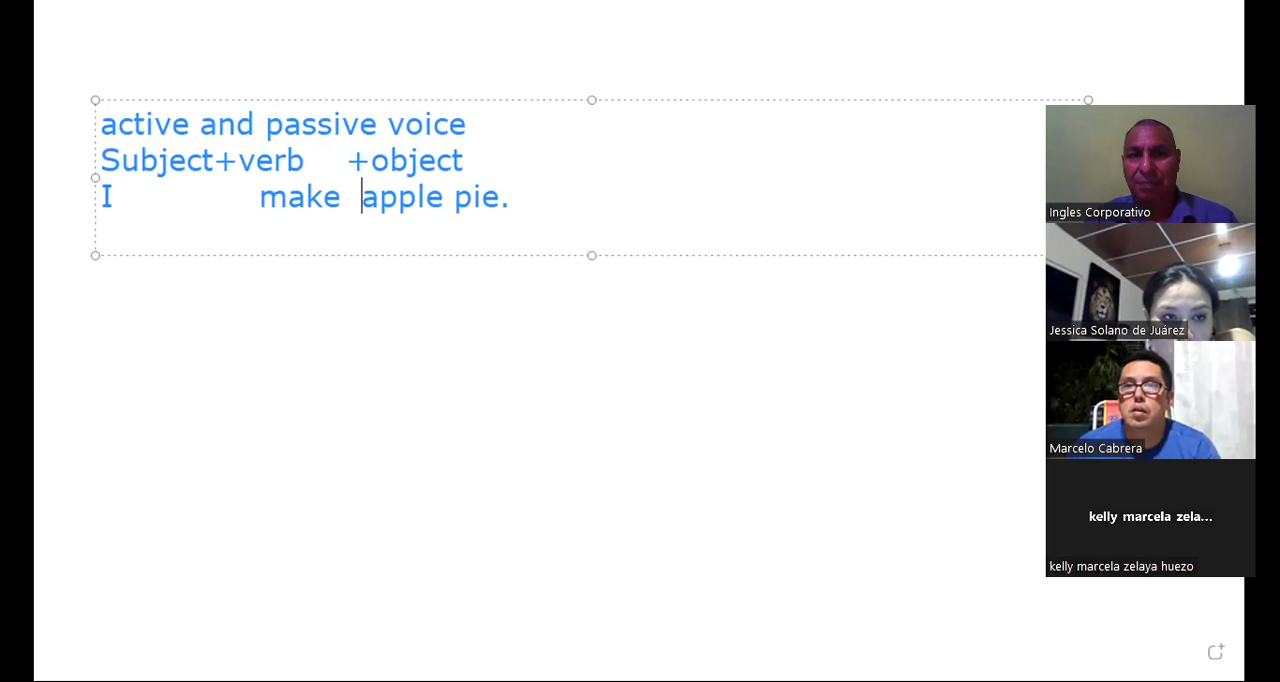 active and passive voice
Subject+verb +object
I make apple pie.
Ingles Corporativo
Jessica Solano de Juárez
Marcelo Cabrera
kelly marcela zela...
kelly marcela zelaya huezo